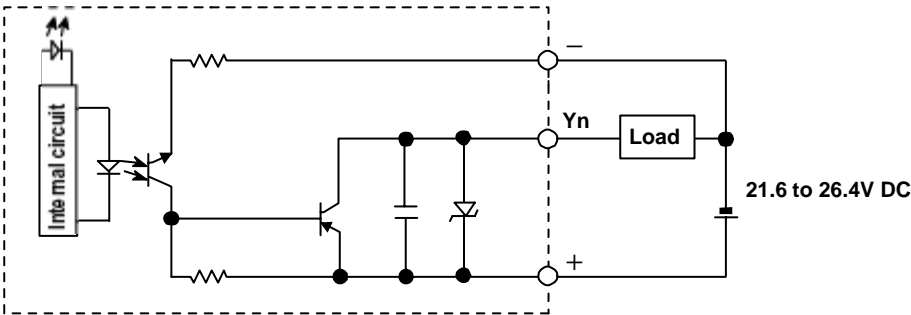 −
Yn
Load
Internal circuit
21.6 to 26.4V DC
+